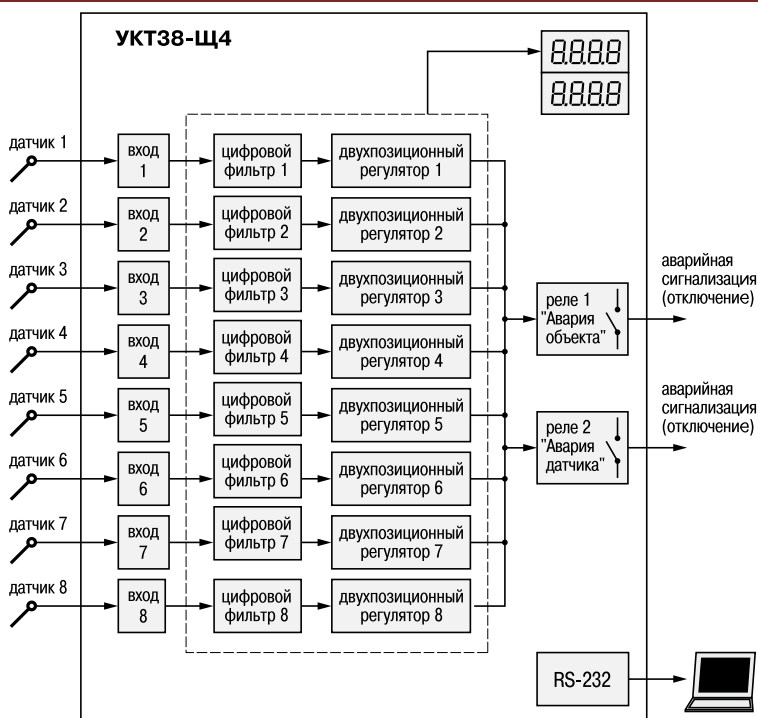 УКТ38-Щ4
8.8.8.8
8.8.8.8
датчик 1
вход
1
цифровой
фильтр 1
двухпозиционный
регулятор 1
датчик 2
вход
2
цифровой
фильтр 2
двухпозиционный
регулятор 2
датчик 3
вход
3
цифровой
фильтр 3
двухпозиционный
регулятор 3
датчик 4
вход
4
цифровой
фильтр 4
двухпозиционный
регулятор 4
датчик 5
вход
5
цифровой
фильтр 5
двухпозиционный
регулятор 5
датчик 6
вход
6
цифровой
фильтр 6
двухпозиционный
регулятор 6
датчик 7
вход
7
цифровой
фильтр 7
двухпозиционный
регулятор 7
датчик 8
вход
8
цифровой
фильтр 8
двухпозиционный
регулятор 8
реле 1
"Авария
объекта"
аварийная
сигнализация
(отключение)
реле 2
"Авария
датчика"
аварийная
сигнализация
(отключение)
RS-232